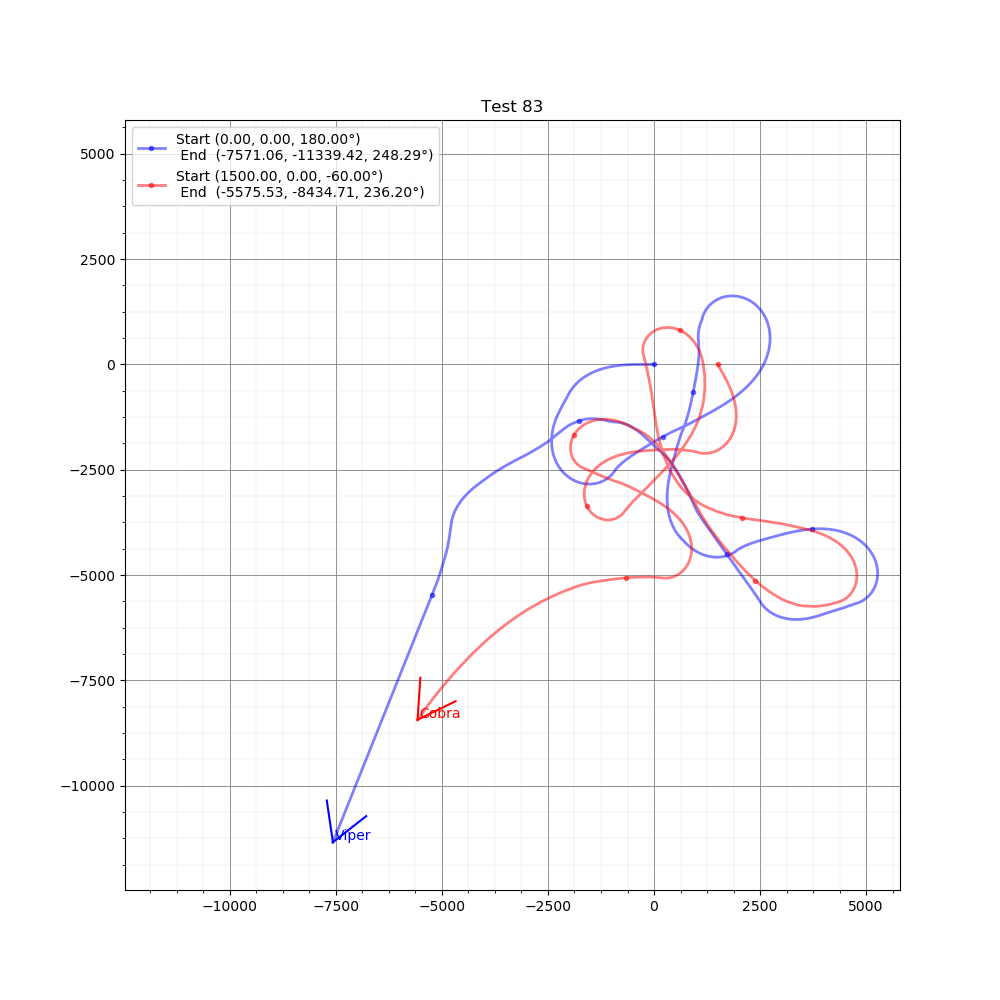 Test 83
Start (0.00, 0.00, 180.00°)
End  (-7571.06, -11339.42, 248.29°)
Start (1500.00, 0.00, -60.00°)
End  (-5575.53, -8434.71, 236.20°)
5000
2500
0
−2500
−5000
−7500
−10000
Cobra
Viper
−10000 −7500 −5000 −2500 0 2500 5000